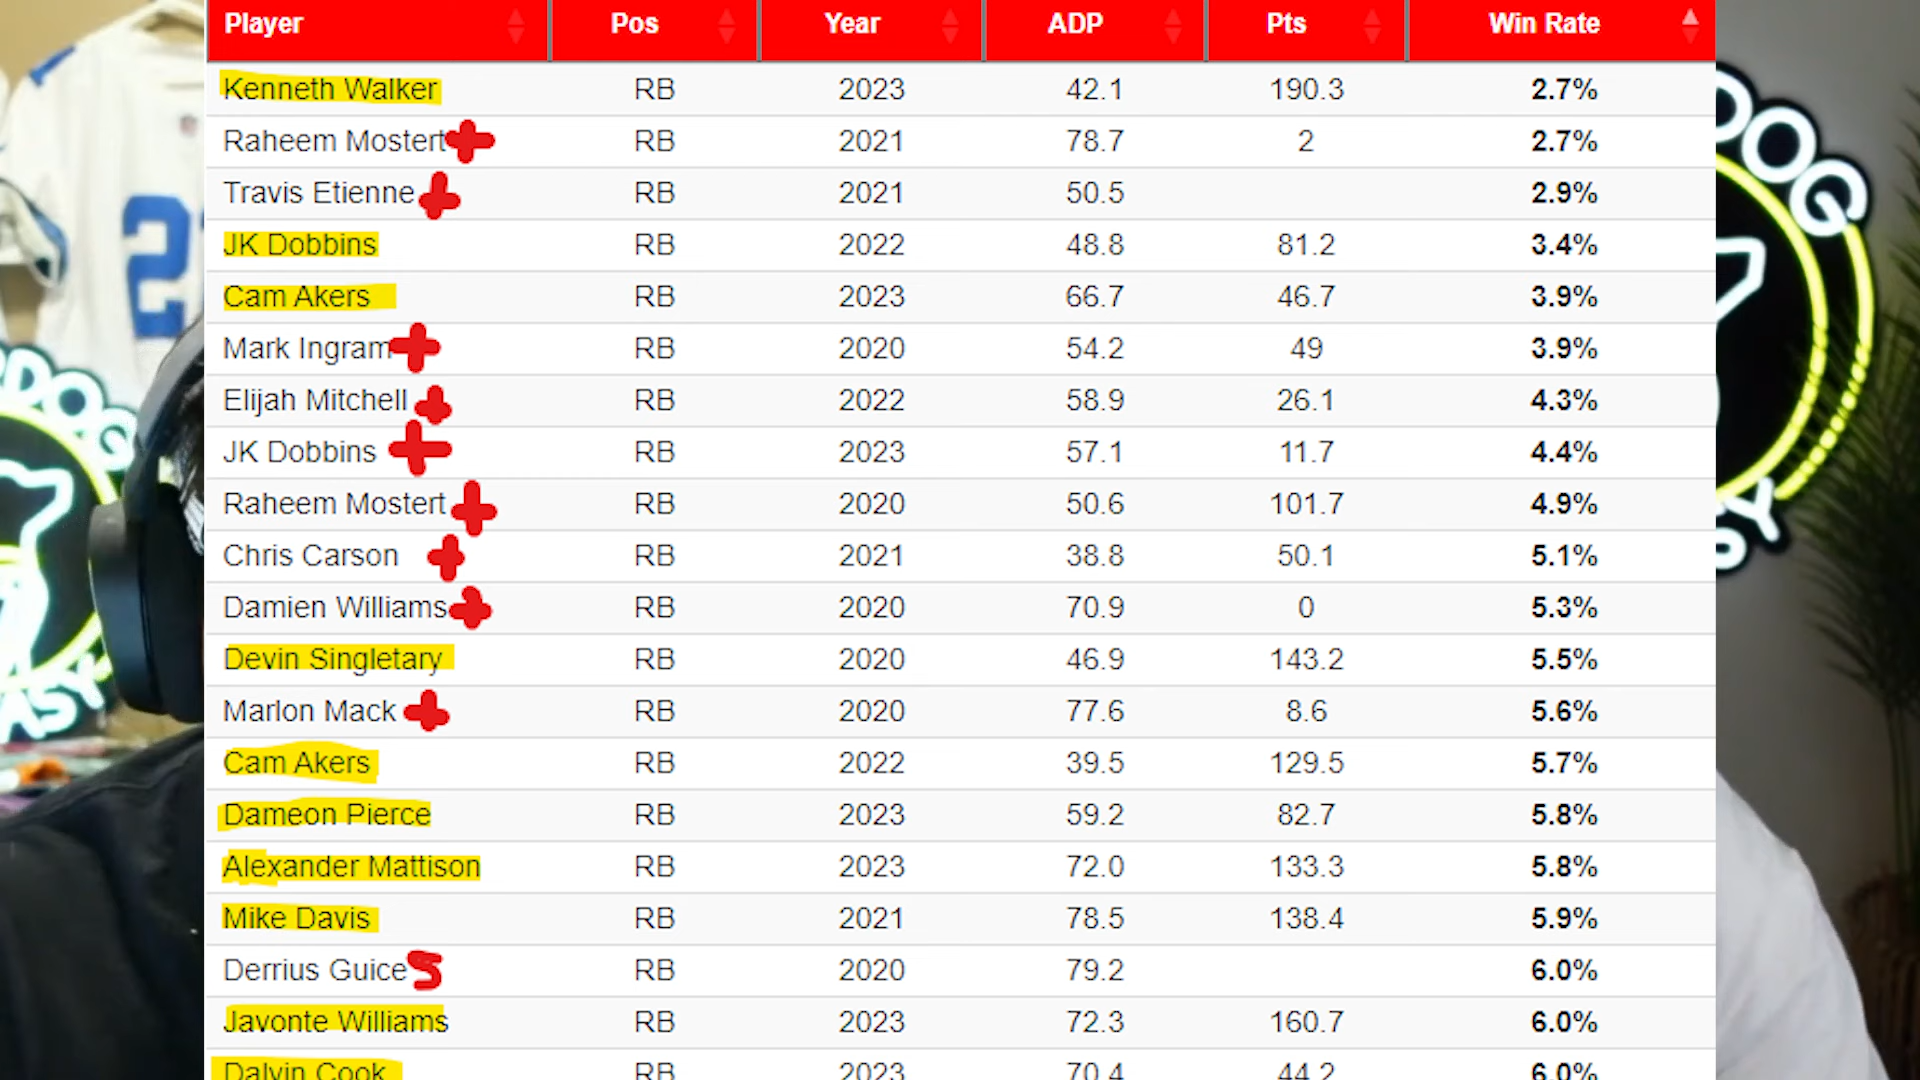 Player Pos Year ADP Pts Win Rate
Kenneth Walker RB 2023 42.1 190.3 2.7%
Raheem Mostert RB 2021 78.7 2 2.7%
Travis Etienne RB 2021 50.5 2.9%
JK Dobbins RB 2022 48.8 81.2 3.4%
Cam Akers RB 2023 66.7 46.7 3.9%
Mark Ingram RB 2020 54.2 49 3.9%
Elijah Mitchell RB 2022 58.9 26.1 4.3%
JK Dobbins RB 2023 57.1 11.7 4.4%
Raheem Mostert RB 2020 50.6 101.7 4.9%
Chris Carson RB 2021 38.8 50.1 5.1%
Damien Williams RB 2020 70.9 0 5.3%
Devin Singletary RB 2020 46.9 143.2 5.5%
Marlon Mack RB 2020 77.6 8.6 5.6%
Cam Akers RB 2022 39.5 129.5 5.7%
Dameon Pierce RB 2023 59.2 82.7 5.8%
Alexander Mattison RB 2023 72.0 133.3 5.8%
Mike Davis RB 2021 78.5 138.4 5.9%
Derrius Guice S RB 2020 79.2 6.0%
Javonte Williams RB 2023 72.3 160.7 6.0%
Dalvin Cook RB 2023 70.4 44.2 6.0%
2
DOG
DOG
ASY